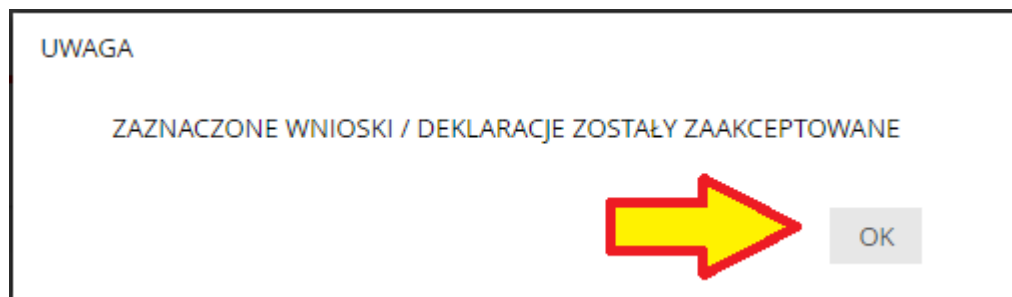 UWAGA
ZAZNACZONE WNIOSKI / DEKLARACJE ZOSTAŁY ZAAKCEPTOWANE
OK